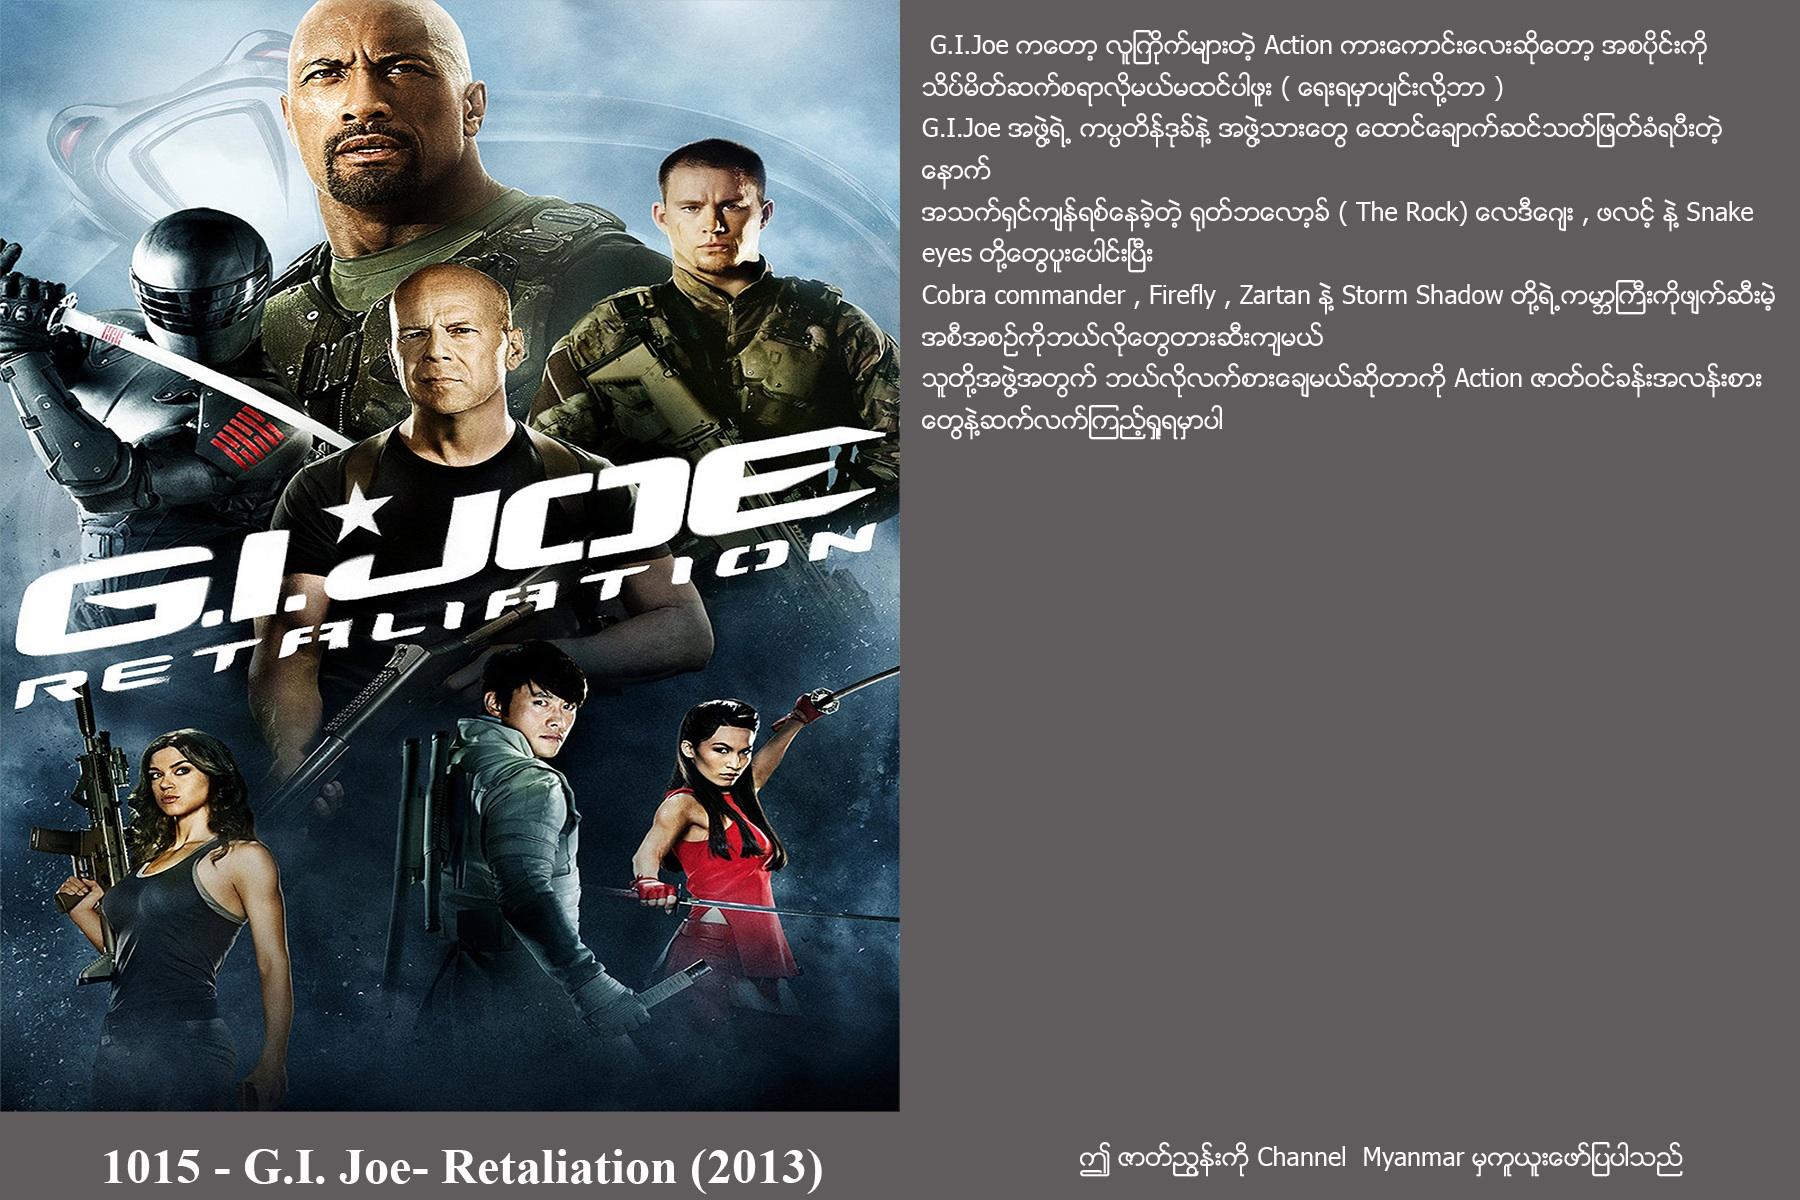 G.I.JOE
RETALIATION
1015 - G.I. Joe- Retaliation (2013)
G.I.Joe ကတော့ လူကြိုက်များတဲ့ Action ကားကောင်းလေးဆိုတော့ အစပိုင်းကို
သိပ်မိတ်ဆက်စရာလိုမယ်မထင်ပါဖူး ( ရေးရမှာပျင်းလို့ဘာ )
G.I.Joe အဖွဲ့ရဲ့ ကပ္ပတိန်ဒုခ်နဲ့ အဖွဲ့သားတွေ ထောင်ချောက်ဆင်သတ်ဖြတ်ခံရပီးတဲ့
နောက်
အသက်ရှင်ကျန်ရစ်နေခဲ့တဲ့ ရုတ်ဘလော့ခ် ( The Rock) လေဒီဂျေး , ဖလင့် နဲ့ Snake
eyes တို့တွေပူးပေါင်းပြီး
Cobra commander , Firefly , Zartan နဲ့ Storm Shadow တို့ရဲ့ကမ္ဘာကြီးကိုဖျက်ဆီးမဲ့
အစီအစဉ်ကိုဘယ်လိုတွေတားဆီးကျမယ်
သူတို့အဖွဲ့အတွက် ဘယ်လိုလက်စားချေမယ်ဆိုတာကို Action ဇာတ်ဝင်ခန်းအလန်းစား
တွေနဲ့ဆက်လက်ကြည့်ရှုရမှာပါ
ဤ ဇာတ်ညွှန်းကို Channel Myanmar မှကူယူးဖော်ပြပါသည်